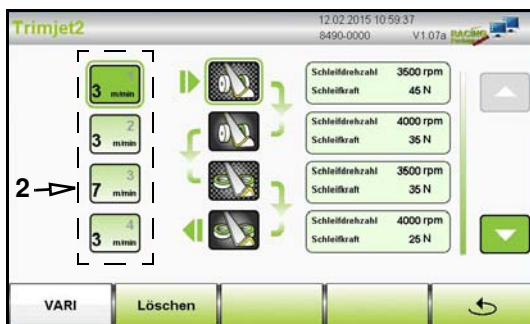 Trimjet2
12.02.2015 10:59:37
8490-0000 V1.07a RACING
1
3 m/min
Schleifdrehzahl 3500 rpm
Schleifkraft 45 N
2
3 m/min
Schleifdrehzahl 4000 rpm
Schleifkraft 35 N
2
3
7 m/min
Schleifdrehzahl 3500 rpm
Schleifkraft 35 N
4
3 m/min
Schleifdrehzahl 4000 rpm
Schleifkraft 25 N
VARI Löschen